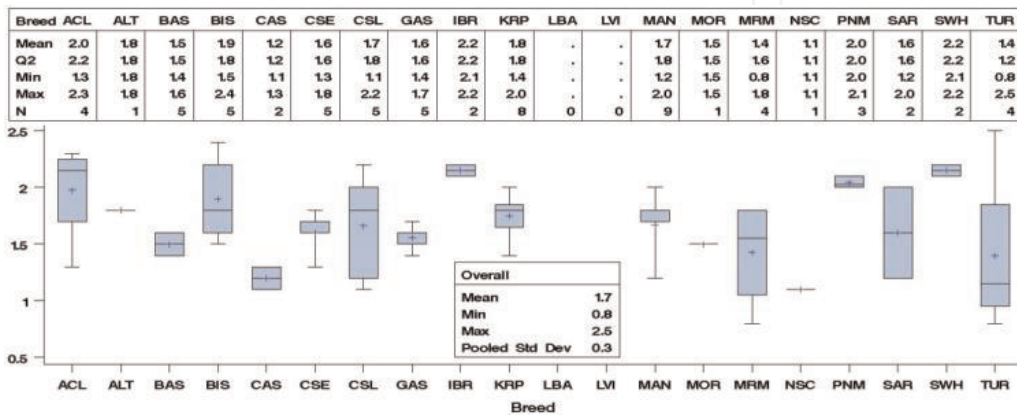 Breed ACL ALT BAS BIS CAS CSE CSL GAS IBR KRP LBA LVI MAN MOR MRM NSC PNM SAR SWH TUR
Mean 2.0 1.8 1.5 1.9 1.2 1.6 1.7 1.6 2.2 1.8 . . 1.7 1.5 1.4 1.1 2.0 1.6 2.2 1.4
Q2 2.2 1.8 1.5 1.8 1.2 1.6 1.8 1.6 2.2 1.8 . . 1.8 1.5 1.6 1.1 2.0 1.6 2.2 1.2
Min 1.3 1.8 1.4 1.5 1.1 1.3 1.1 1.4 2.1 1.4 . . 1.2 1.5 0.8 1.1 2.0 1.2 2.1 0.8
Max 2.3 1.8 1.6 2.4 1.3 1.8 2.2 1.7 2.2 2.0 . . 2.0 1.5 1.8 1.1 2.1 2.0 2.2 2.5
N 4 1 5 5 2 5 5 5 2 8 0 0 9 1 4 1 3 2 2 4
2.5
2
1.5
1
0.5
Overall
Mean 1.7
Min 0.8
Max 2.5
Pooled Std Dev 0.3
ACL ALT BAS BIS CAS CSE CSL GAS IBR KRP LBA LVI MAN MOR MRM NSC PNM SAR SWH TUR
Breed